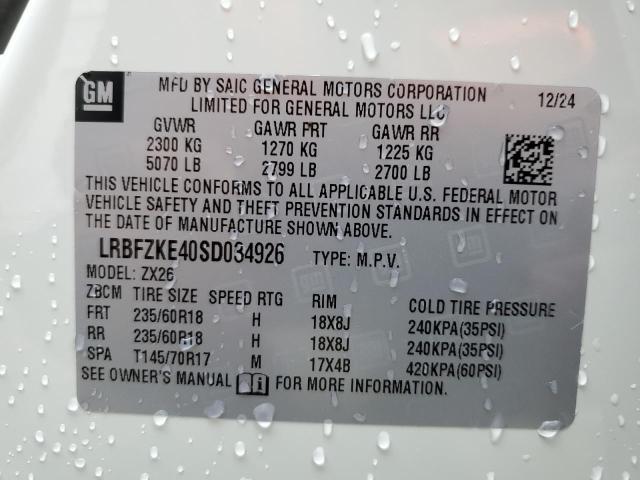 GM
MFD BY SAIC GENERAL MOTORS CORPORATION
LIMITED FOR GENERAL MOTORS LLC
12/24
GVWR GAWR FRT GAWR RR
2300 KG 1270 KG 1225 KG
5070 LB 2799 LB 2700 LB
THIS VEHICLE CONFORMS TO ALL APPLICABLE U.S. FEDERAL MOTOR
VEHICLE SAFETY AND THEFT PREVENTION STANDARDS IN EFFECT ON
THE DATE OF MANUFACTURE SHOWN ABOVE.
LRBFZKE40SD034926 TYPE: M.P.V.
MODEL: ZX26
ZBCM TIRE SIZE SPEED RTG RIM COLD TIRE PRESSURE
FRT 235/60R18 H 18X8J 240KPA(35PSI)
RR 235/60R18 H 18X8J 240KPA(35PSI)
SPA T145/70R17 M 17X4B 420KPA(60PSI)
SEE OWNER'S MANUAL FOR MORE INFORMATION.